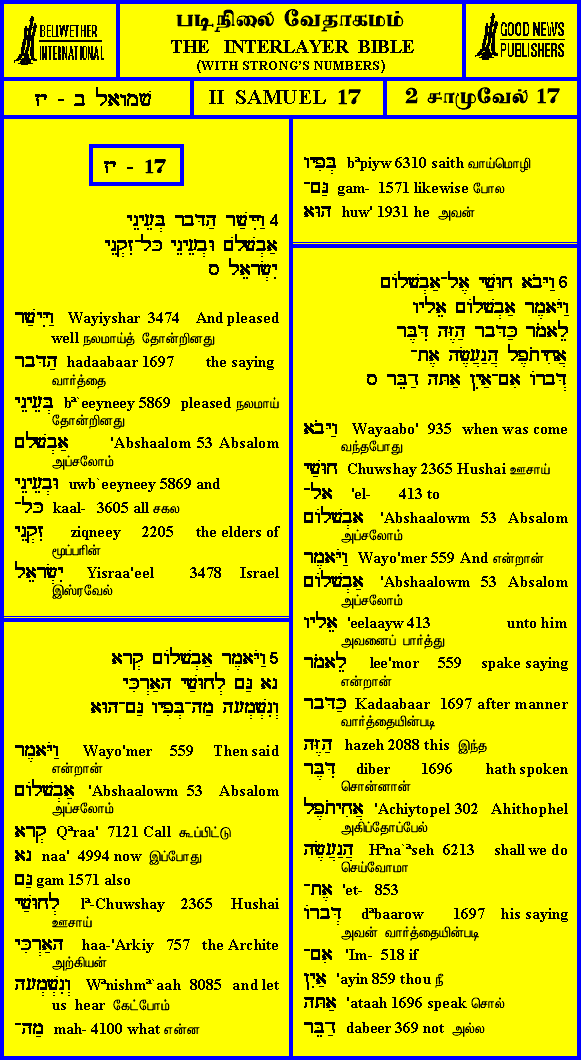 BELLWETHER
INTERNATIONAL
படிநிலை வேதாகமம்
THE INTERLAYER BIBLE
(WITH STRONG'S NUMBERS)
GOOD NEWS
PUBLISHERS
שמואל ב - יז
II SAMUEL 17
2 சாமுவேல் 17
יז - 17
4 וַיִּישַׁר הַדָּבר בְּעֵינֵי
אַבְשָׁלֹם וּבְעֵינֵי כָּל־זִקְנֵי
יִשְׂרָאֵל ס
וַיִּישַׁר Wayiyshar 3474 And pleased
well நலமாய்த் தோன்றினது
הַדָּבר hadaabaar 1697 the saying
வார்த்தை
בְּעֵינֵי bª`eeyneey 5869 pleased நலமாய்
தோன்றினது
אַבְשָׁלֹם 'Abshaalom 53 Absalom
அப்சலோம்
וּבְעֵינֵי uwb`eeyneey 5869 and
כָּל־ kaal- 3605 all சகல
זִקְנֵי ziqneey 2205 the elders of
மூப்பரின்
יִשְׂרָאֵל Yisraa'eel 3478 Israel
இஸ்ரவேல்
5 וַיֹּאמֶר אַבְשָׁלוֹם קְרָא
נָא גַּם לְחוּשַׁי הָאַרְכִּי
וְנִשְׁמְעָה מַה־בְּפִיו גַּם־הוּא
וַיֹּאמֶר Wayo'mer 559 Then said
என்றான்
אַבְשָׁלוֹם 'Abshaalowm 53 Absalom
அப்சலோம்
קְרָא Qªraa' 7121 Call கூப்பிட்டு
נָא naa' 4994 now இப்போது
גַּם gam 1571 also
לְחוּשַׁי lª-Chuwshay 2365 Hushai
ஊசாய்
הָאַרְכִּי haa-'Arkiy 757 the Archite
அற்கியன்
וְנִשְׁמְעָה Wªnishmª`aah 8085 and let
us hear கேட்போம்
מַה־ mah- 4100 what என்ன
בְּפִיו bªpiyw 6310 saith வாய்மொழி
גַּם־ gam- 1571 likewise போல
הוּא huw' 1931 he அவன்
6 וַיָּבֹא חוּשַׁי אֶל־אַבְשָׁלוֹם
וַיֹּאמֶר אַבְשָׁלוֹם אֵלָיו
לֵאמֹר כַּדָּבר הַזֶּה דִּבֶּר
אֲחִיתֹפֶל הֲנַעֲשֶׂה אֶת־
דְּבָרוֹ אִם־אַיִן אַתָּה דַבֵּר ס
וַיָּבֹא Wayaabo' 935 when was come
வந்தபோது
חוּשַׁי Chuwshay 2365 Hushai ஊசாய்
אֶל־ 'el- 413 to
אַבְשָׁלוֹם 'Abshaalowm 53 Absalom
அப்சலோம்
וַיֹּאמֶר Wayo'mer 559 And என்றான்
אַבְשָׁלוֹם 'Abshaalowm 53 Absalom
அப்சலோம்
אֵלָיו 'eelaayw 413 unto him
அவனைப் பார்த்து
לֵאמֹר lee'mor 559 spake saying
என்றான்
כַּדָּבר Kadaabaar 1697 after manner
வார்த்தையின்படி
הַזֶּה hazeh 2088 this இந்த
דִּבֶּר diber 1696 hath spoken
சொன்னான்
אֲחִיתֹפֶל 'Achiytopel 302 Ahithophel
அகிப்தோப்பேல்
הֲנַעֲשֶׂה Hªna`ªseh 6213 shall we do
செய்வோமா
אֶת־ 'et- 853
דְּבָרוֹ dªbaarow 1697 his saying
அவன் வார்த்தையின்படி
אִם־ 'Im- 518 if
אַיִן 'ayin 859 thou நீ
אַתָּה 'ataah 1696 speak சொல்
דַבֵּר dabeer 369 not அல்ல